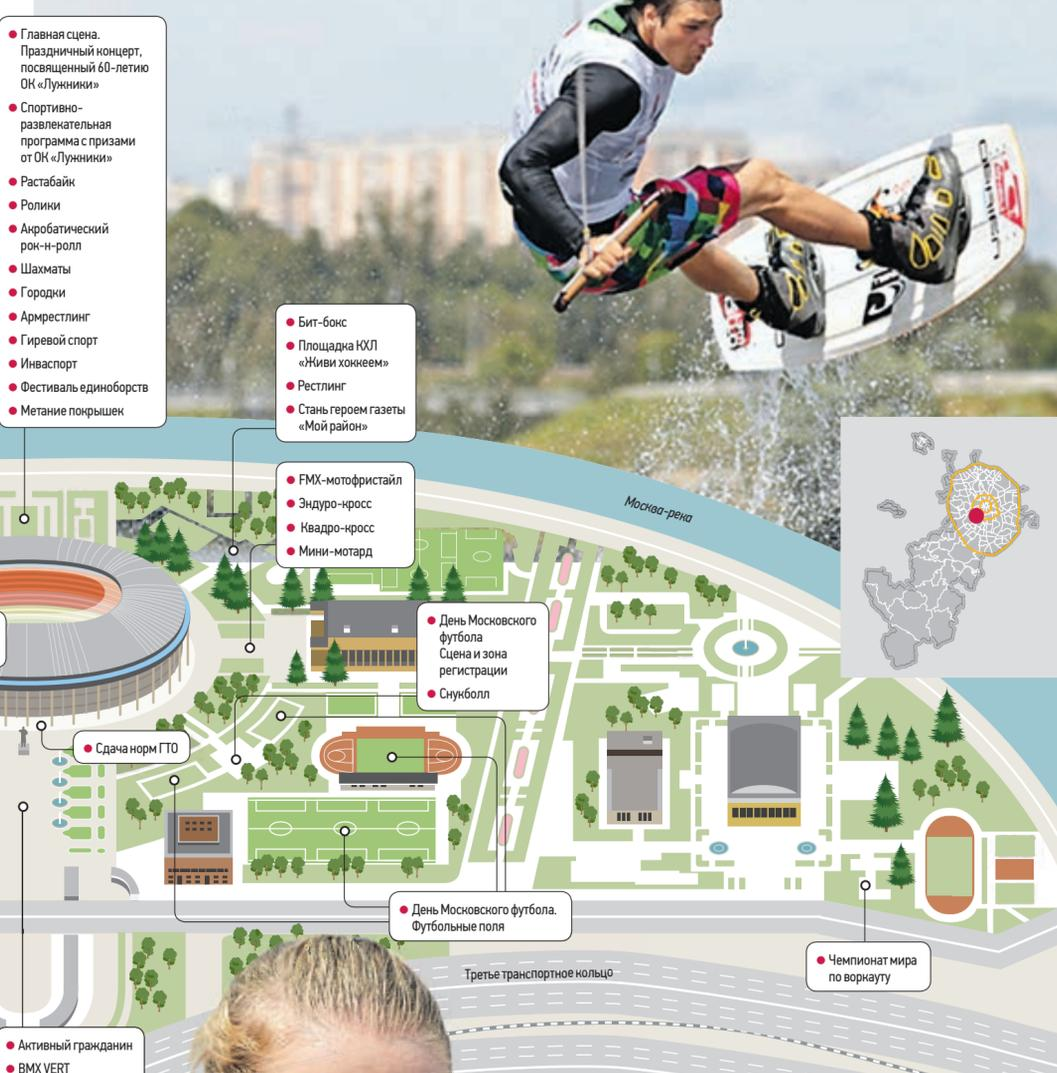 Главная сцена.
Праздничный концерт,
посвященный 60-летию
ОК «Лужники»
Спортивно-
развлекательная
программа с призами
от ОК «Лужники»
Растабайк
Ролики
Акробатический
рок-н-ролл
Шахматы
Городки
Армрестлинг
Гиревой спорт
Инваспорт
Фестиваль единоборств
Метание покрышек
Бит-бокс
Площадка КХЛ
«Живи хоккеем»
Рестлинг
Стань героем газеты
«Мой район»
FMX-мотофристайл
Эндуро-кросс
Квадро-кросс
Мини-мотард
Москва-река
День Московского
футбола
Сцена и зона
регистрации
Снукболл
Сдача норм ГТО
День Московского футбола.
Футбольные поля
Чемпионат мира
по воркауту
Третье транспортное кольцо
Активный гражданин
BMX VERT